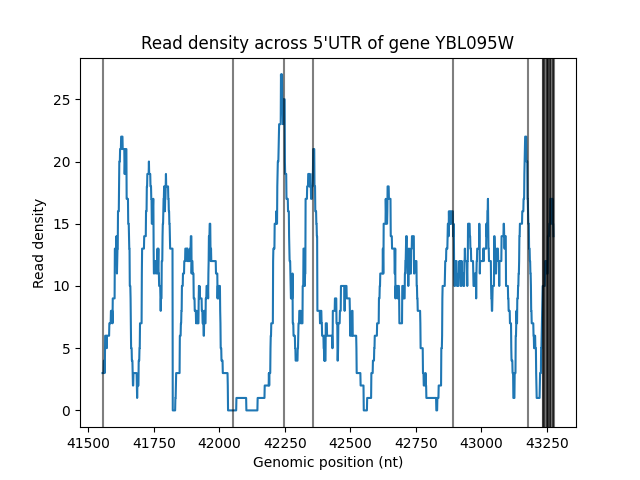 Read density across 5'UTR of gene YBL095W
Read density
25
20
15
10
5
0
41500 41750 42000 42250 42500 42750 43000 43250
Genomic position (nt)